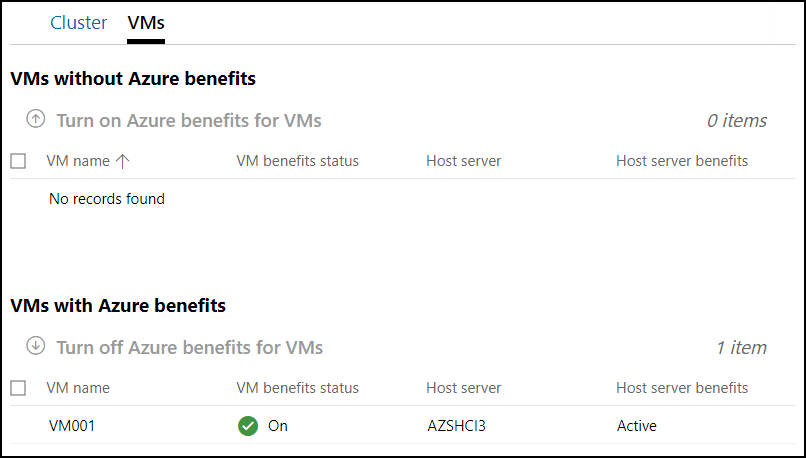 Cluster VMs
VMs without Azure benefits
Turn on Azure benefits for VMs 0 items
VM name VM benefits status Host server Host server benefits
No records found
VMs with Azure benefits
Turn off Azure benefits for VMs 1 item
VM name VM benefits status Host server Host server benefits
VM001 On AZSHCI3 Active